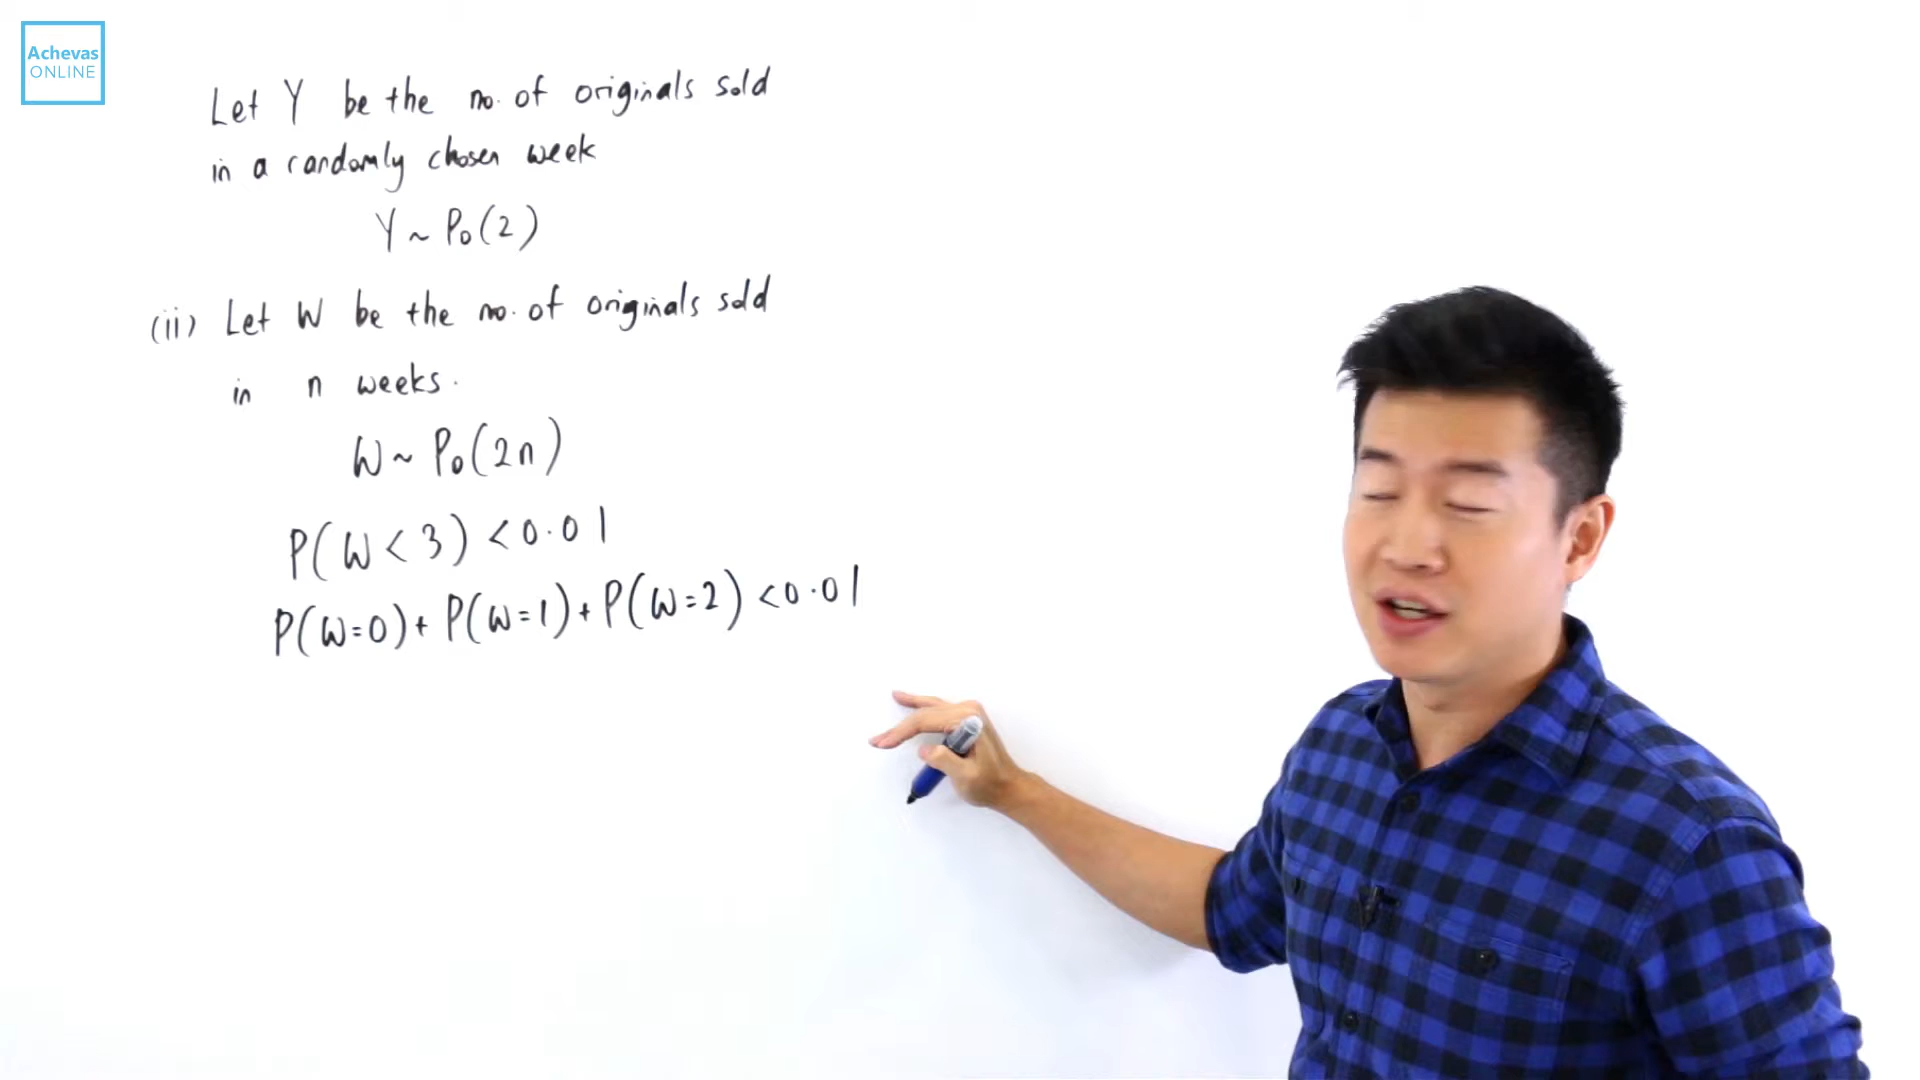 Achevas
ONLINE
Let Y be the no. of originals sold
in a randomly chosen week
Y ~ Po(2)
(ii) Let W be the no. of originals sold
in n weeks.
W ~ Po(2n)
P(W < 3) < 0.01
P(W=0) + P(W=1) + P(W=2) < 0.01